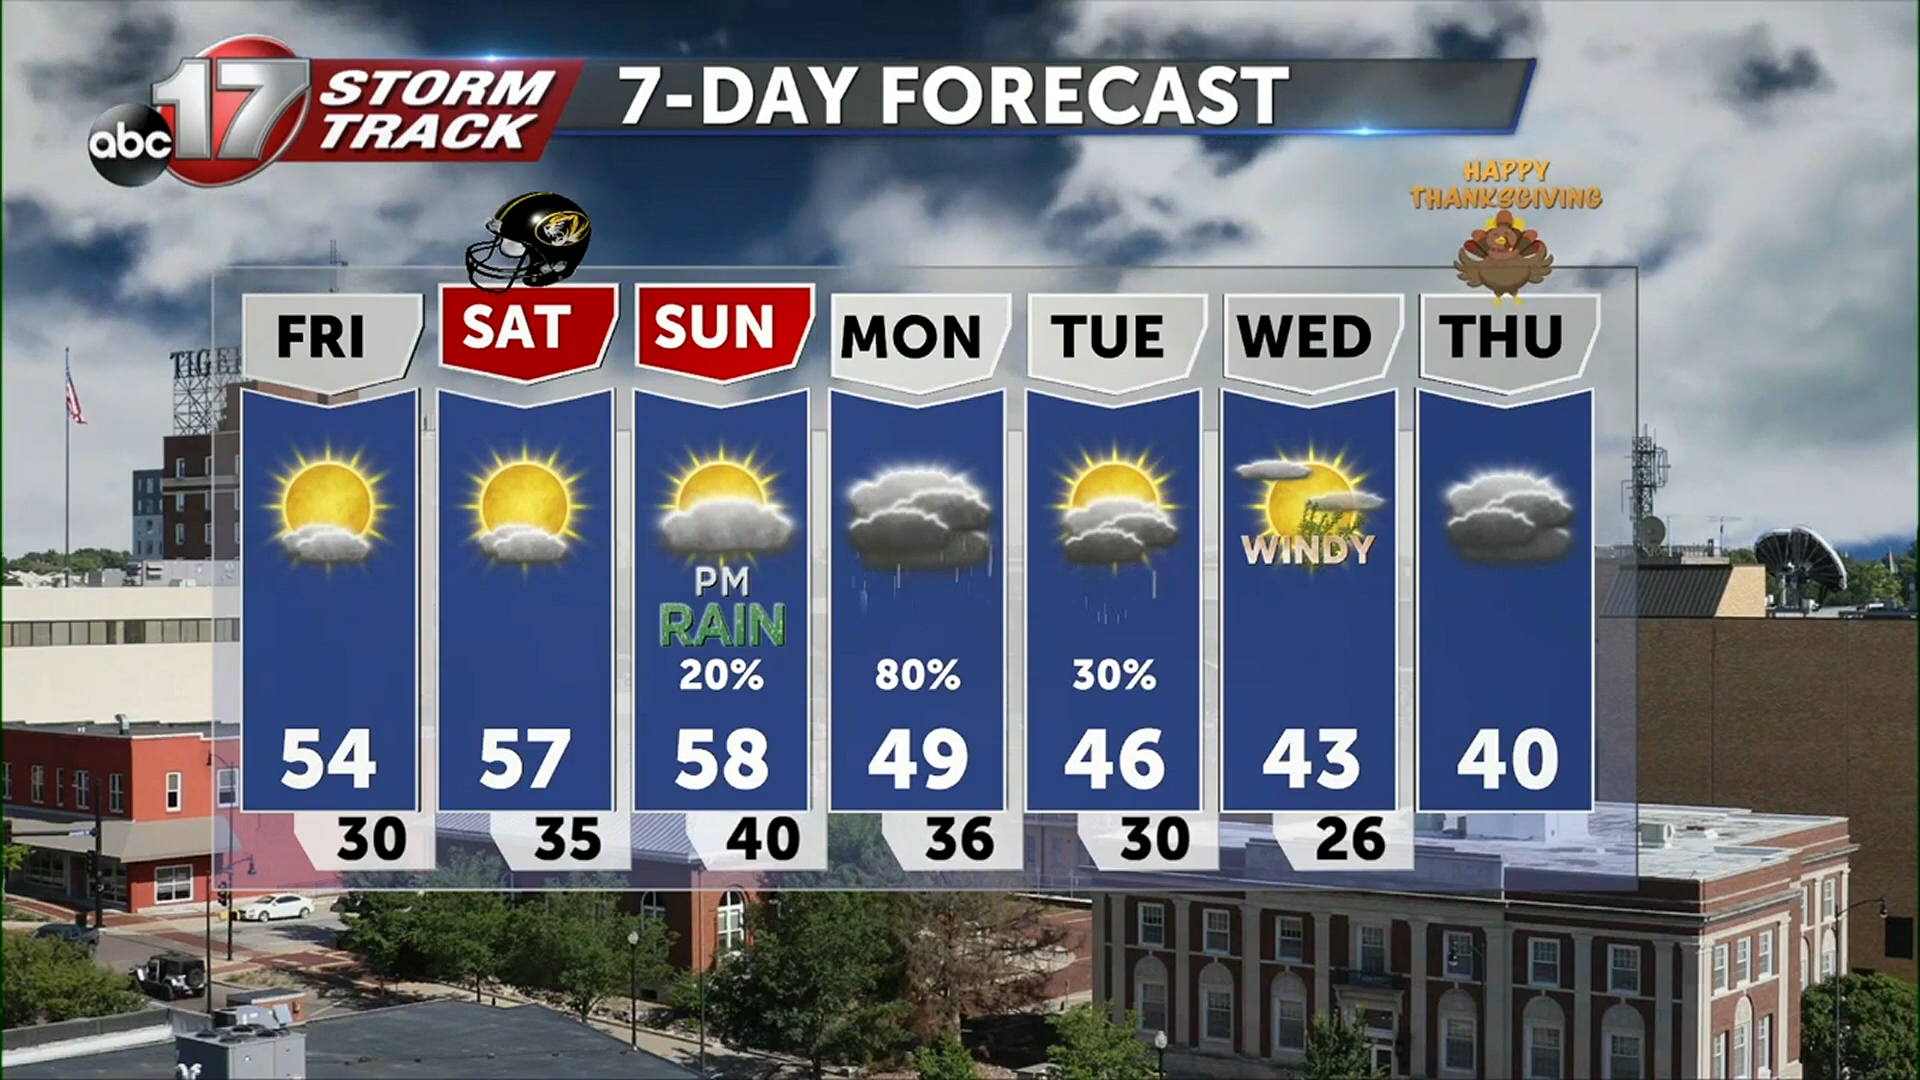 abc 17 STORM TRACK
7-DAY FORECAST
HAPPY
THANKSGIVING
FRI SAT SUN MON TUE WED THU
TIGE
WINDY
PM
RAIN
20% 80% 30%
54 57 58 49 46 43 40
30 35 40 36 30 26